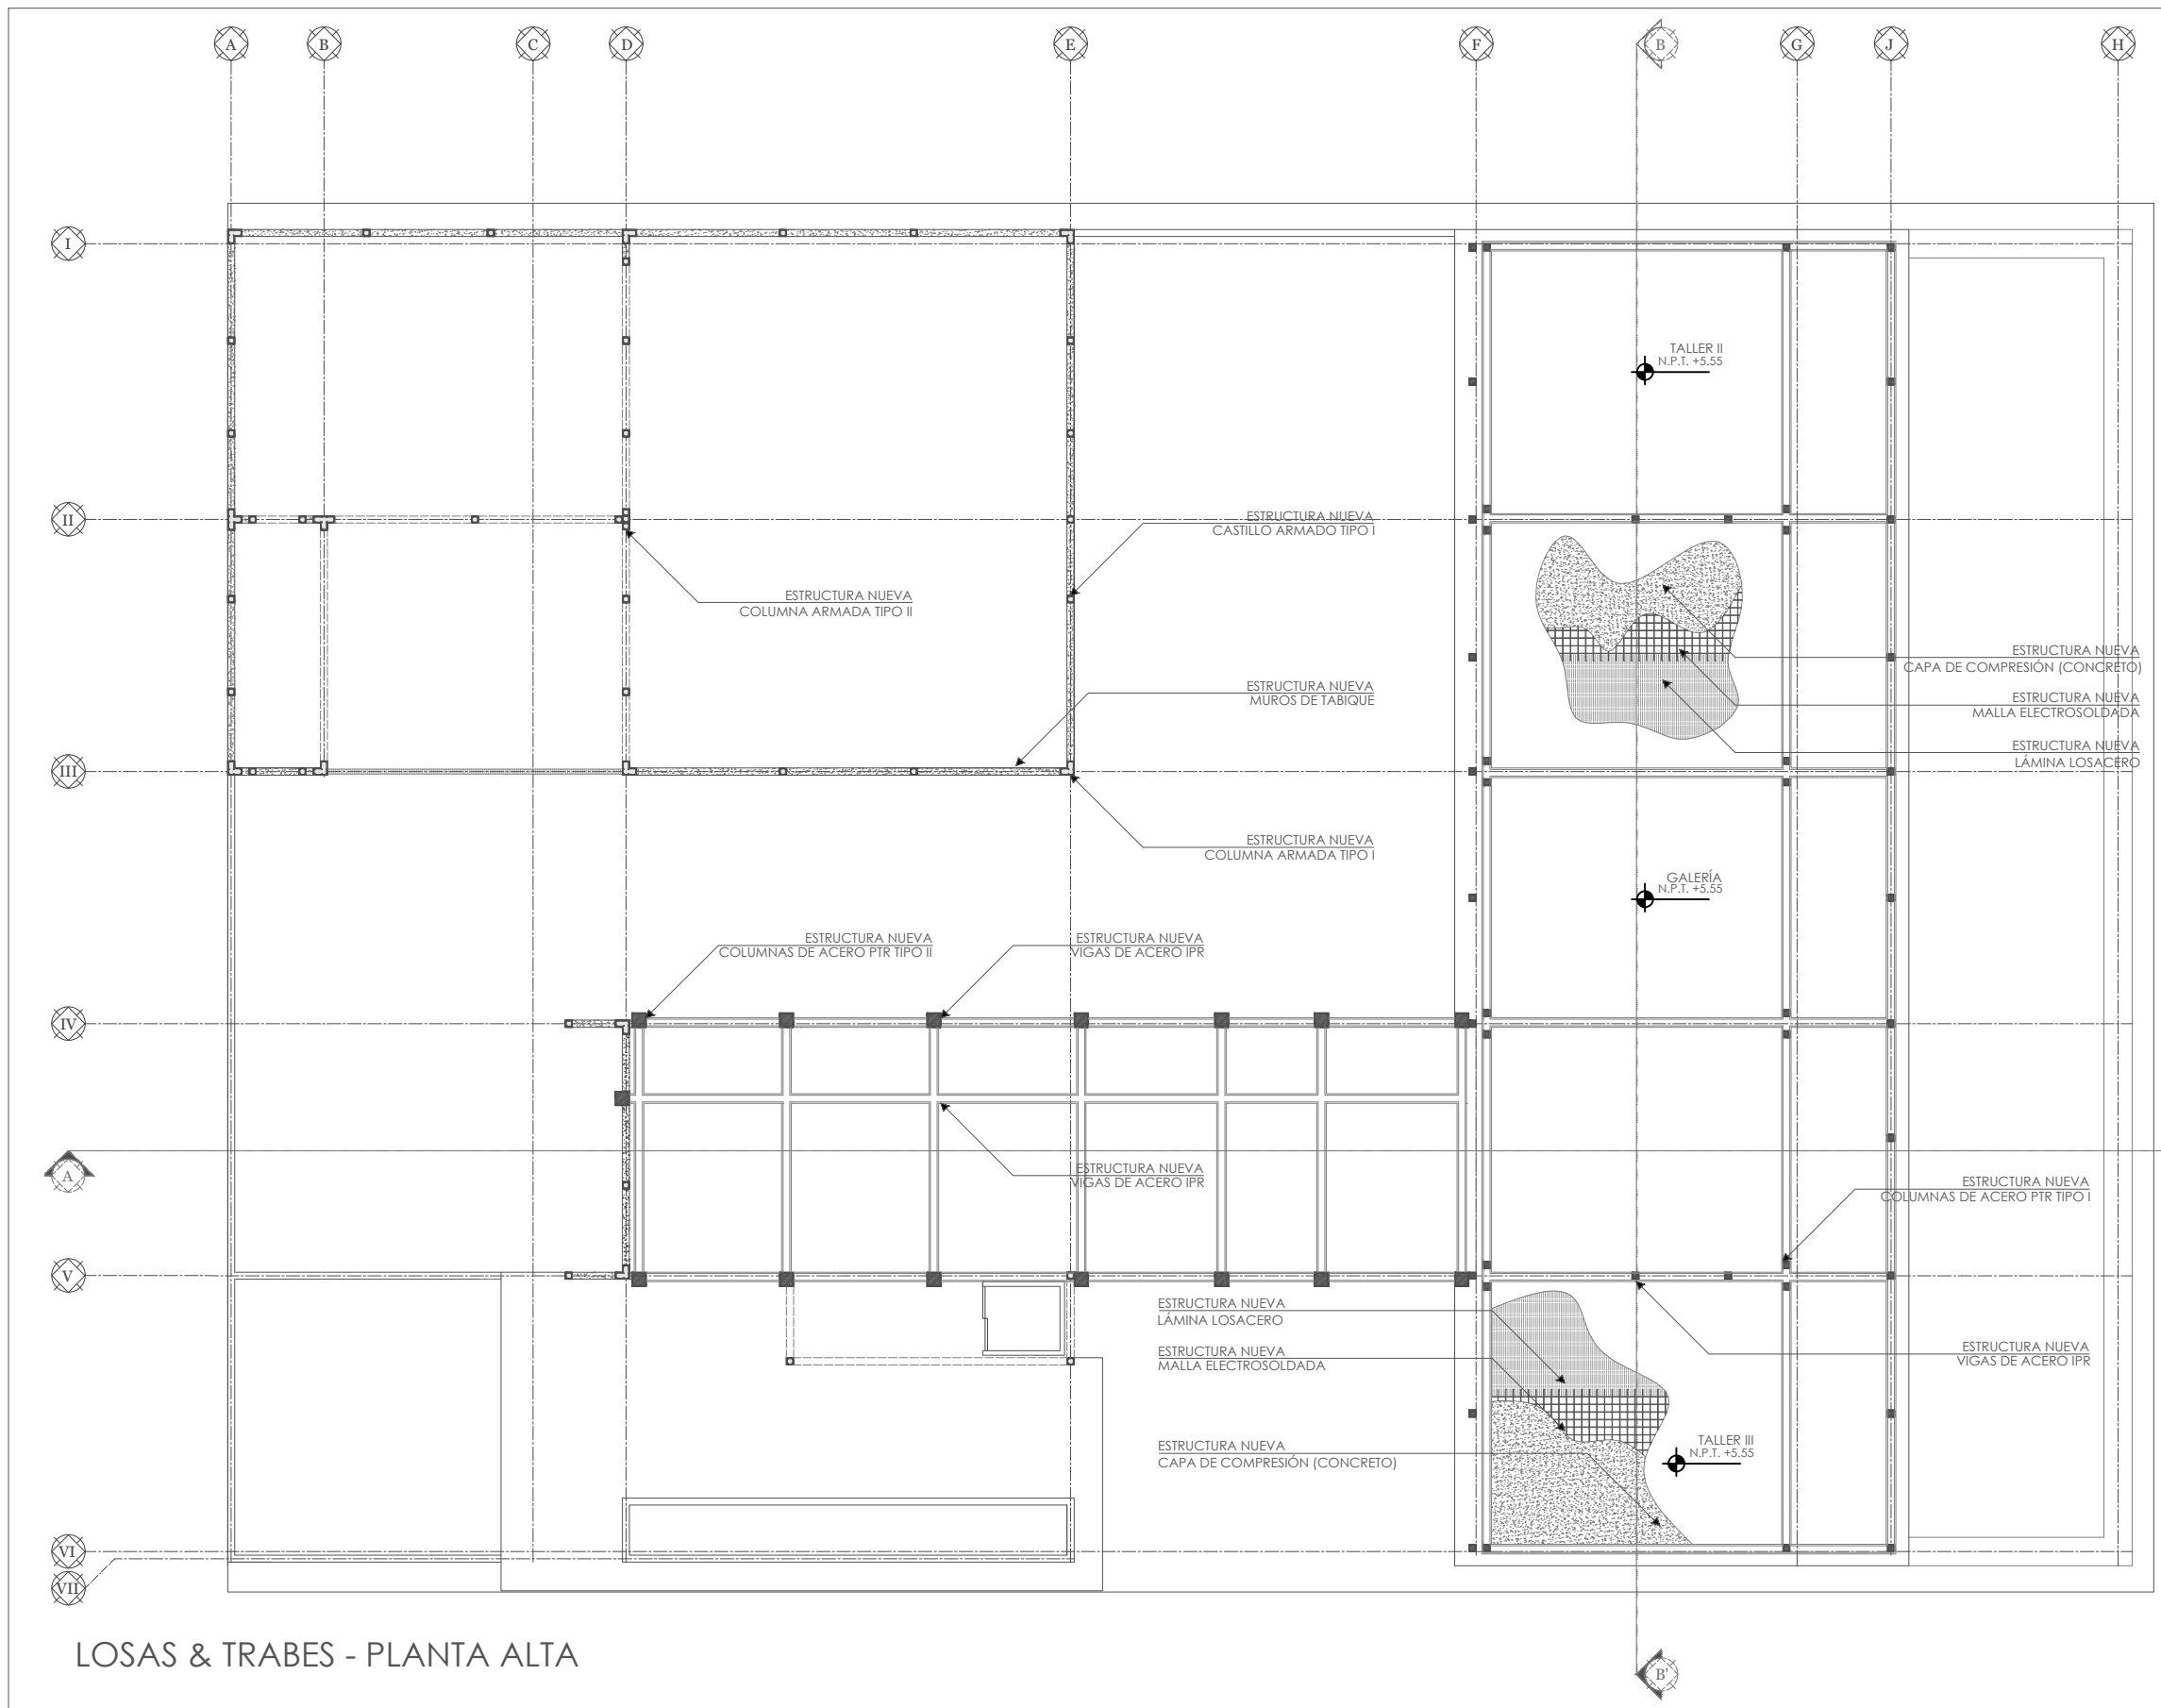 A B C D E F B G J H
I
TALLER II
N.P.T. +5.55
II
ESTRUCTURA NUEVA
CASTILLO ARMADO TIPO I
ESTRUCTURA NUEVA
COLUMNA ARMADA TIPO II
ESTRUCTURA NUEVA
CAPA DE COMPRESIÓN (CONCRETO)
ESTRUCTURA NUEVA
MUROS DE TABIQUE
ESTRUCTURA NUEVA
MALLA ELECTROSOLDADA
ESTRUCTURA NUEVA
LÁMINA LOSACERO
III
ESTRUCTURA NUEVA
COLUMNA ARMADA TIPO I
GALERÍA
N.P.T. +5.55
ESTRUCTURA NUEVA
COLUMNAS DE ACERO PTR TIPO II
ESTRUCTURA NUEVA
VIGAS DE ACERO IPR
IV
A
ESTRUCTURA NUEVA
VIGAS DE ACERO IPR
ESTRUCTURA NUEVA
COLUMNAS DE ACERO PTR TIPO I
V
ESTRUCTURA NUEVA
LÁMINA LOSACERO
ESTRUCTURA NUEVA
MALLA ELECTROSOLDADA
ESTRUCTURA NUEVA
VIGAS DE ACERO IPR
ESTRUCTURA NUEVA
CAPA DE COMPRESIÓN (CONCRETO)
TALLER III
N.P.T. +5.55
VI
VII
LOSAS & TRABES - PLANTA ALTA
B'